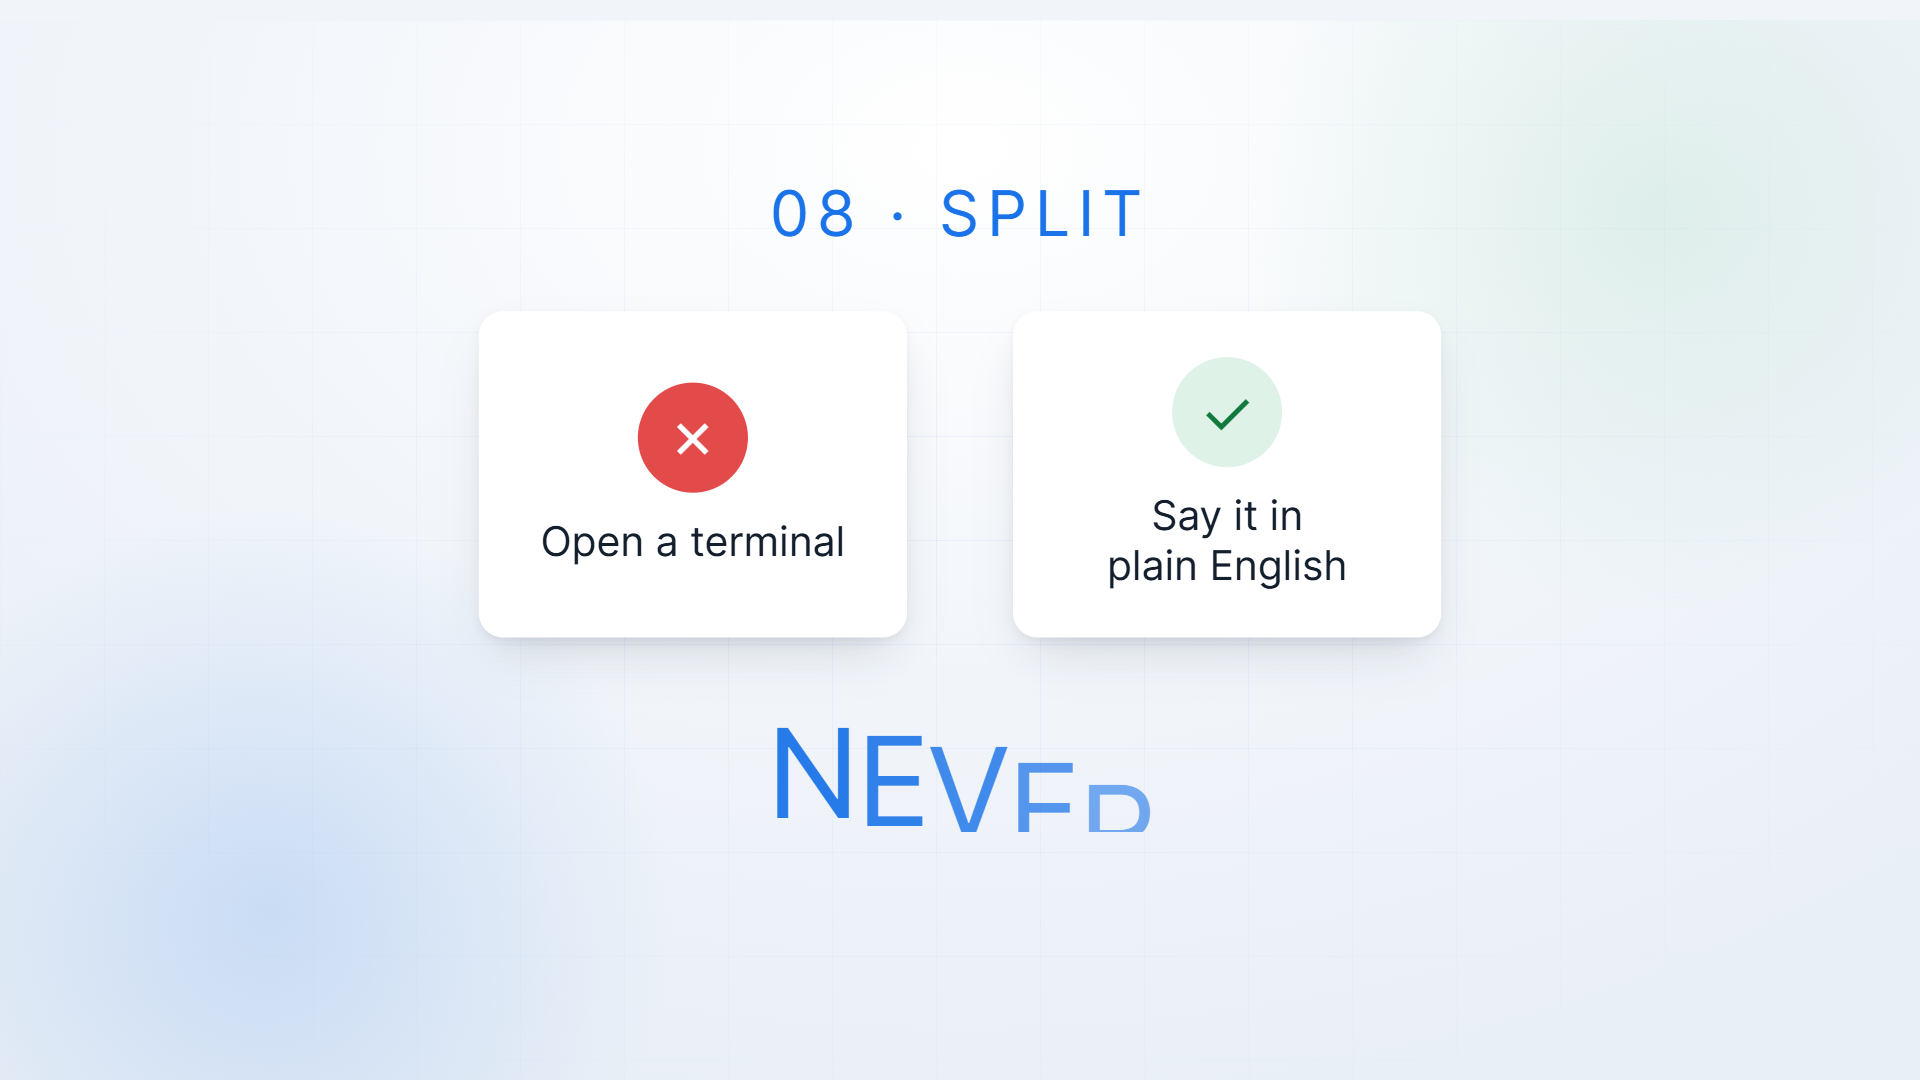 08 · SPLIT
Open a terminal
Say it in
plain English
NEVER